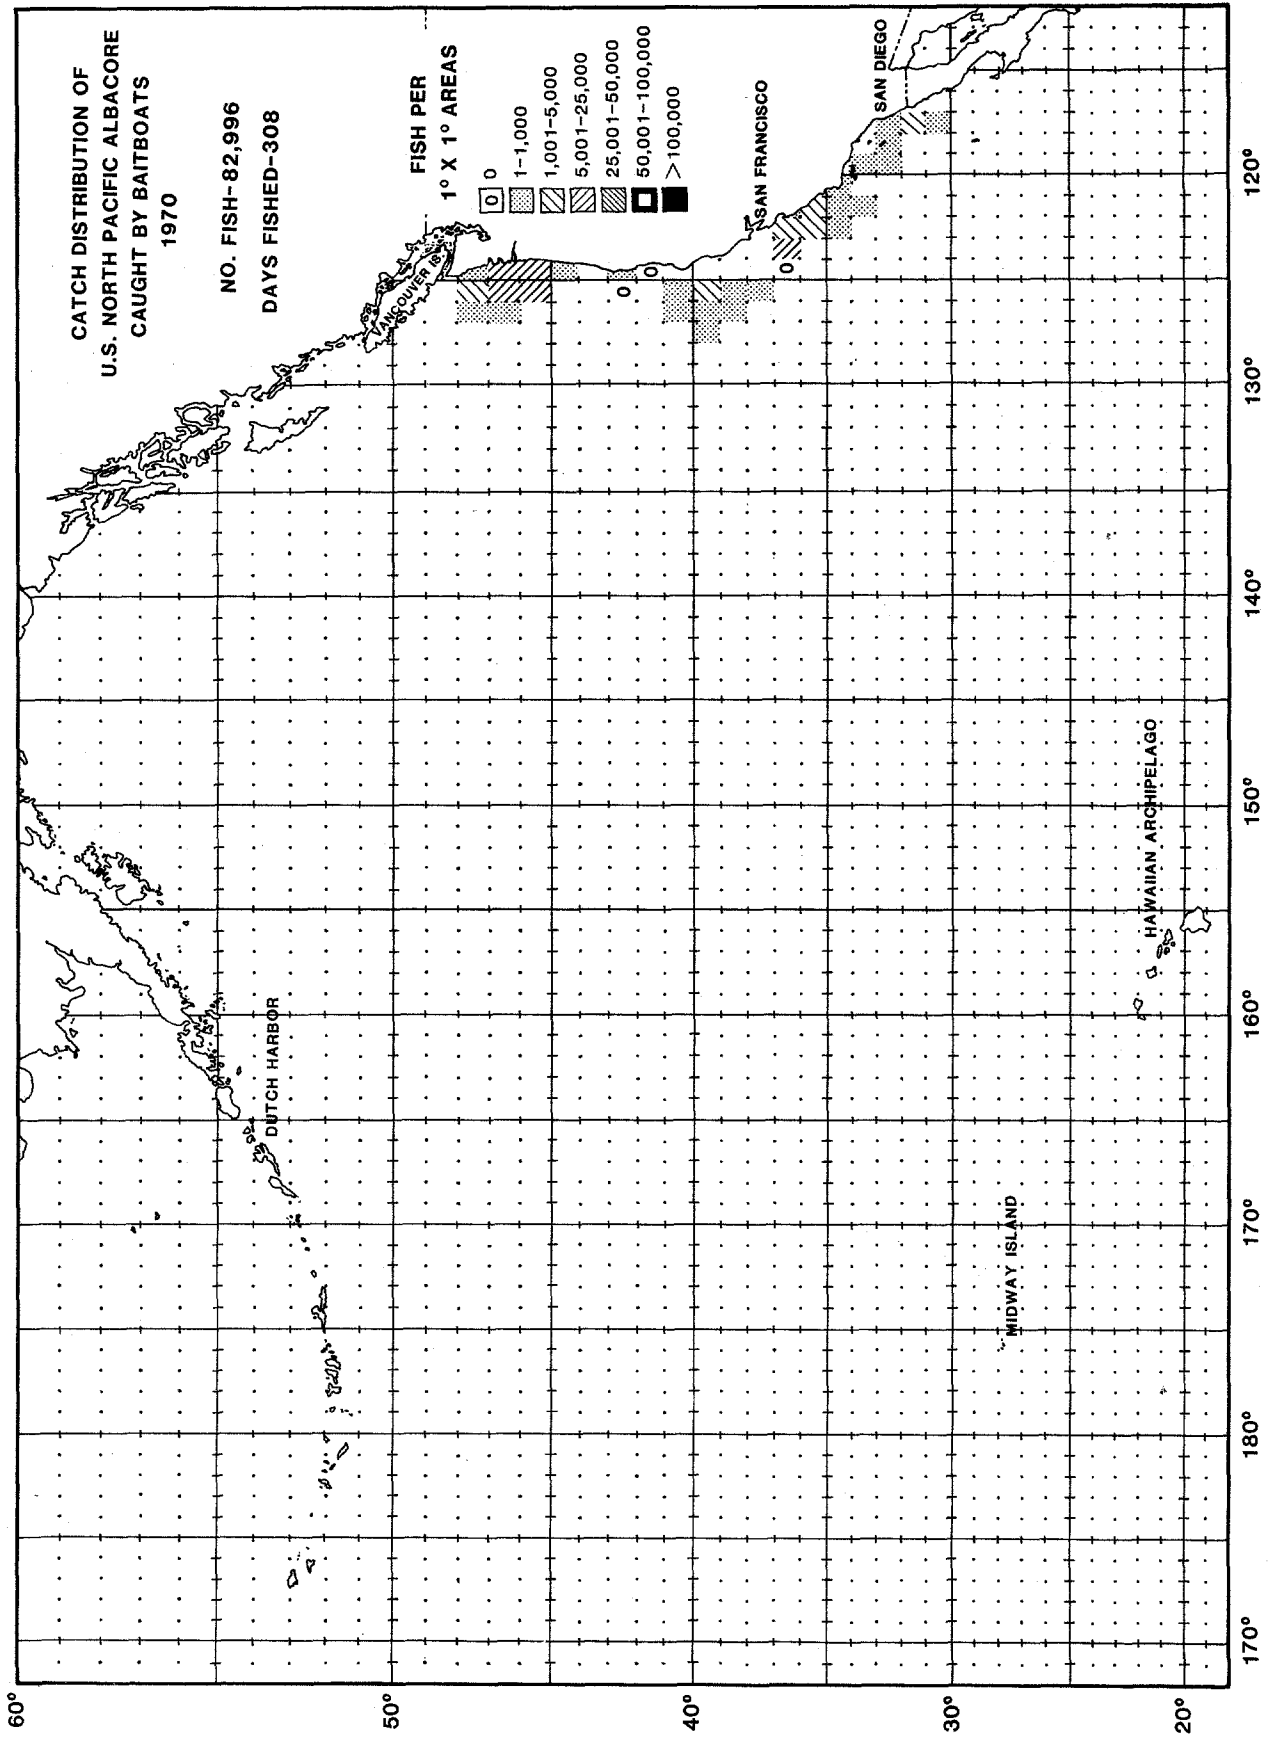 CATCH DISTRIBUTION OF
U.S. NORTH PACIFIC ALBACORE
CAUGHT BY BAITBOATS
1970
NO. FISH-82,996
DAYS FISHED-308
FISH PER
1° X 1° AREAS
0 0
1-1,000
1,001-5,000
5,001-25,000
25,001-50,000
50,001-100,000
>100,000
VANCOUVER IS.
SAN FRANCISCO
SAN DIEGO
0
0
0
DUTCH HARBOR
MIDWAY ISLAND
HAWAIIAN ARCHIPELAGO
60°
50°
40°
30°
20°
170°
180°
170°
160°
150°
140°
130°
120°